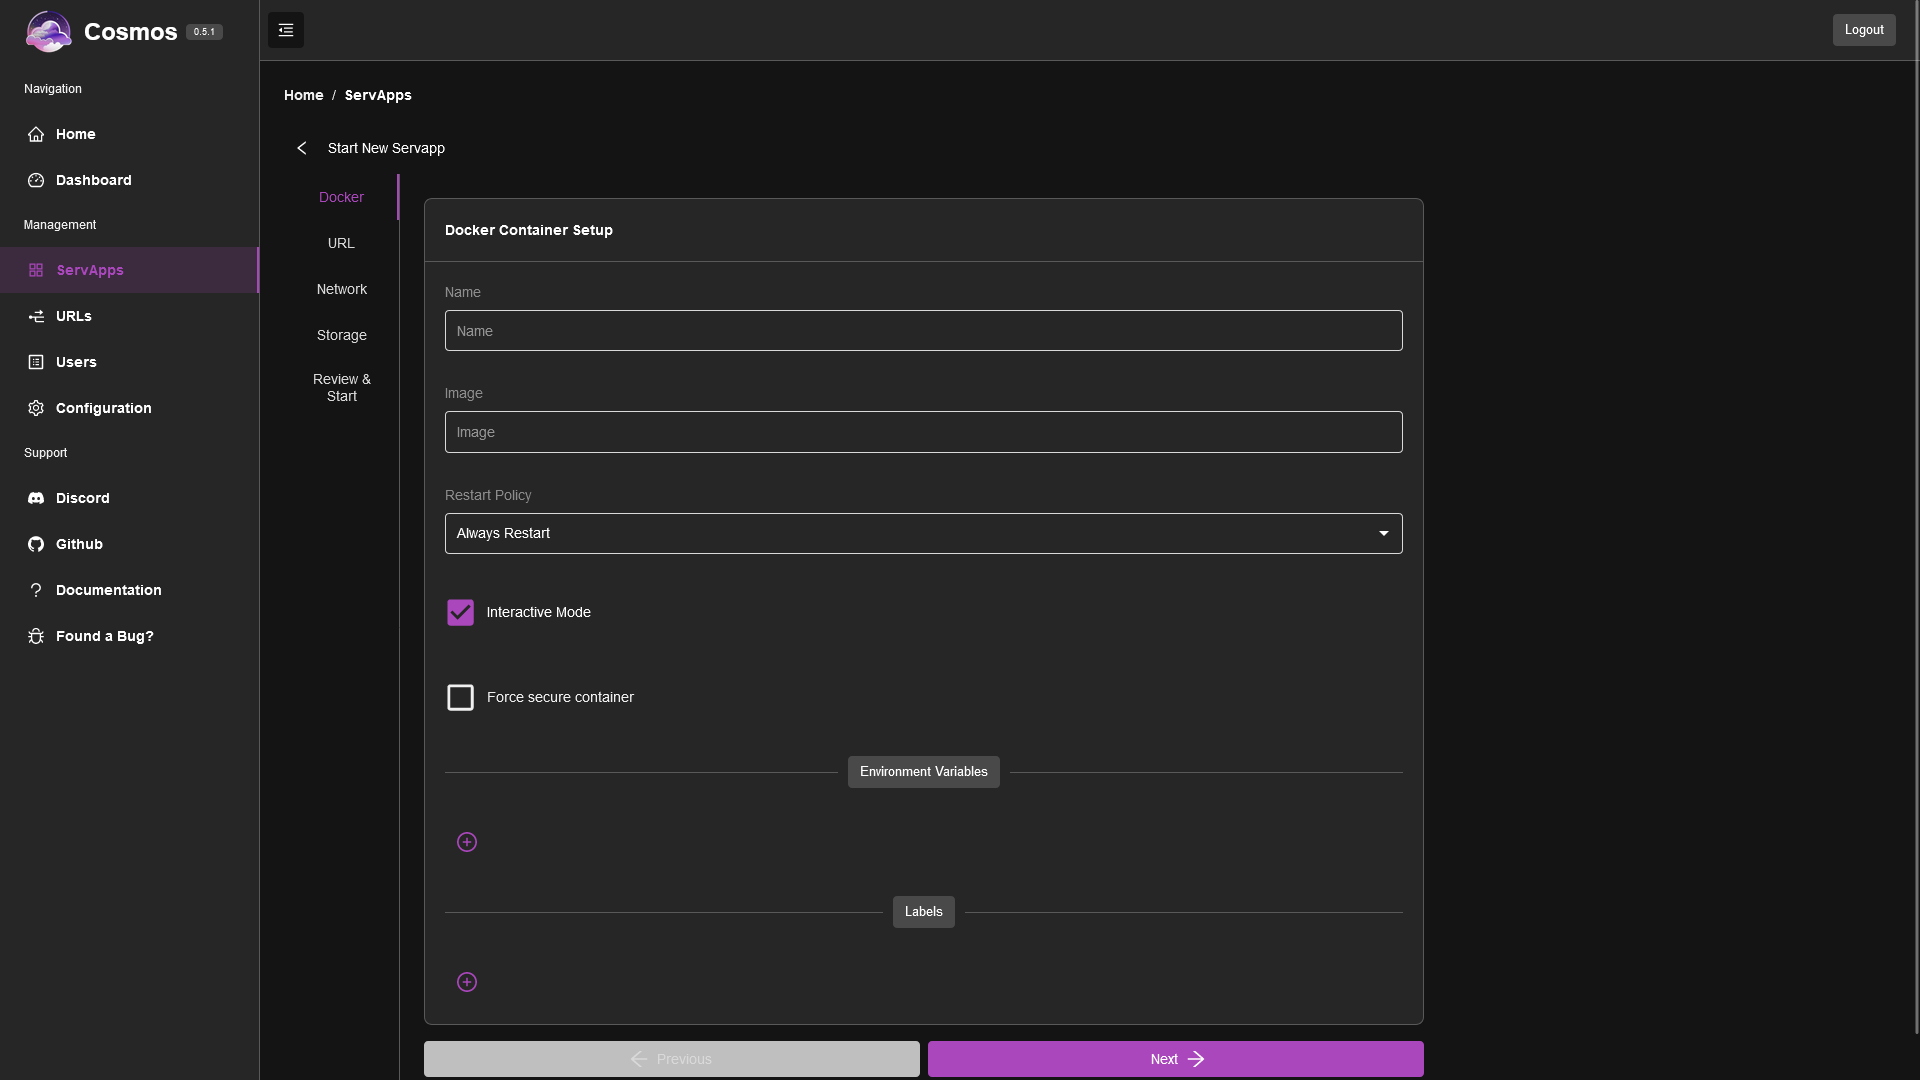 Cosmos 0.5.1
Logout
Navigation
Home
Dashboard
Management
ServApps
URLs
Users
Configuration
Support
Discord
Github
Documentation
Found a Bug?
Home / ServApps
Start New Servapp
Docker
URL
Network
Storage
Review &
Start
Docker Container Setup
Name
Name
Image
Image
Restart Policy
Always Restart
Interactive Mode
Force secure container
Environment Variables
Labels
Previous
Next